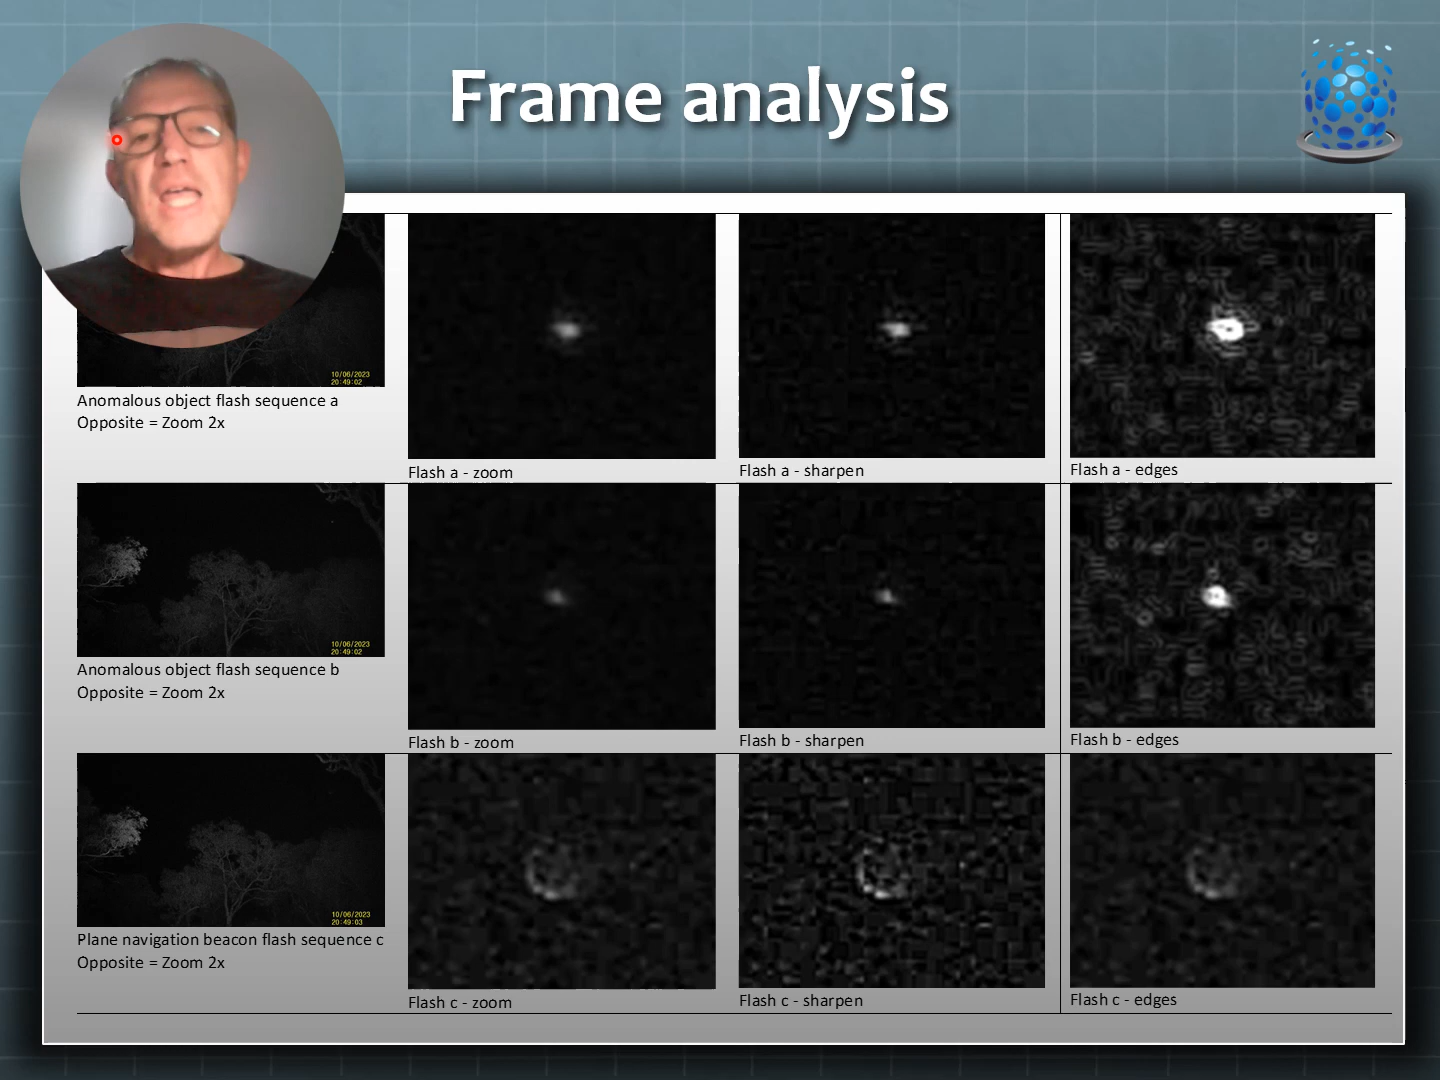 Frame analysis
10/06/2023
20:49:02
Anomalous object flash sequence a
Opposite = Zoom 2x
Flash a - zoom
Flash a - sharpen
Flash a - edges
10/06/2023
20:49:02
Anomalous object flash sequence b
Opposite = Zoom 2x
Flash b - zoom
Flash b - sharpen
Flash b - edges
10/06/2023
20:49:03
Plane navigation beacon flash sequence c
Opposite = Zoom 2x
Flash c - zoom
Flash c - sharpen
Flash c - edges